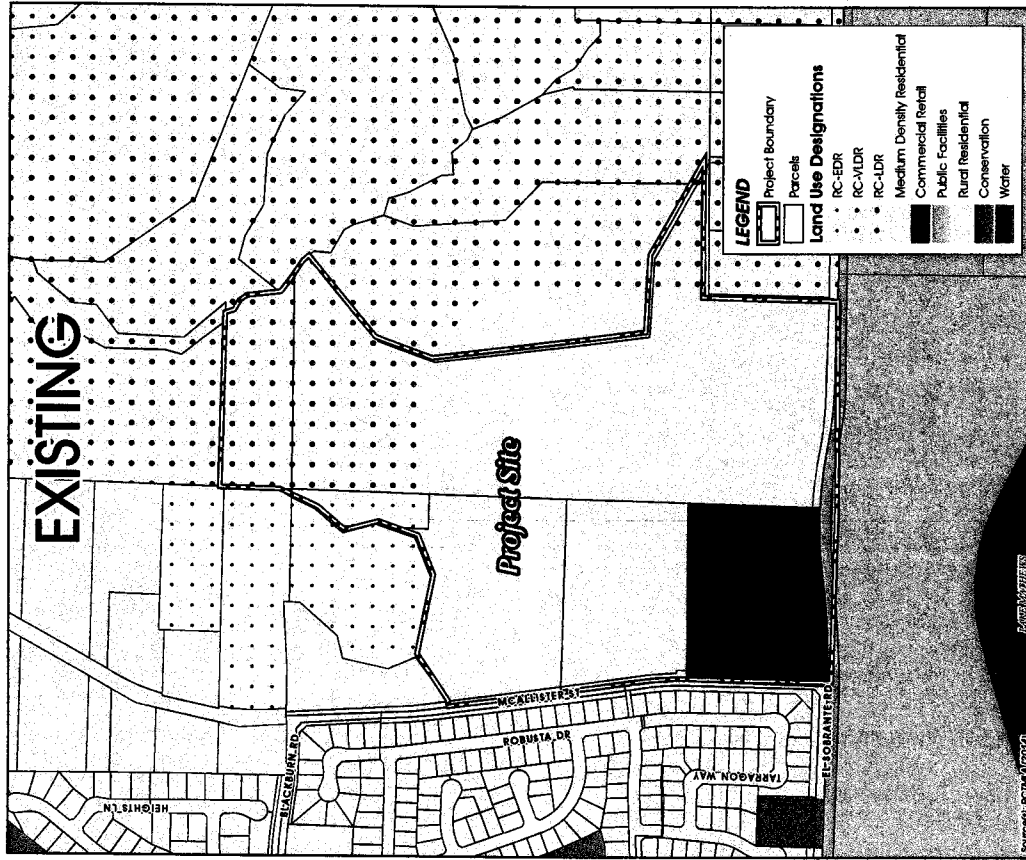 EXISTING
Project Site
HEIGHTS LN
BLACKBURN RD
MCALLISTER ST
ROBUSTA DR
TARRAGON WAY
EL SOBRANTE RD
LEGEND
Project Boundary
Parcels
Land Use Designations
RC-EDR
RC-VLDR
RC-LDR
Medium Density Residential
Commercial Retail
Public Facilities
Rural Residential
Conservation
Water